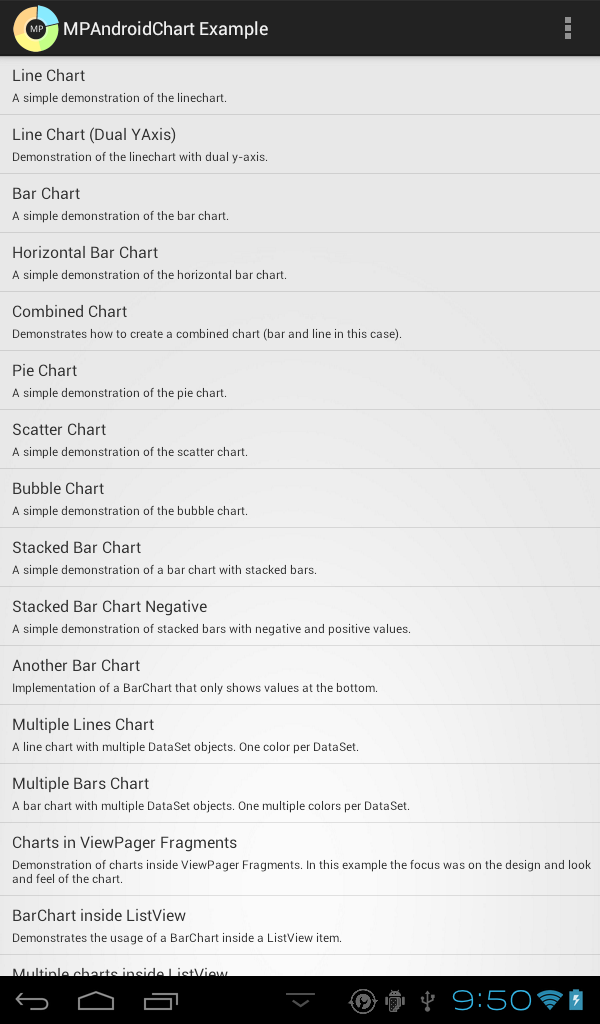 MP MPAndroidChart Example
Line Chart
A simple demonstration of the linechart.
Line Chart (Dual YAxis)
Demonstration of the linechart with dual y-axis.
Bar Chart
A simple demonstration of the bar chart.
Horizontal Bar Chart
A simple demonstration of the horizontal bar chart.
Combined Chart
Demonstrates how to create a combined chart (bar and line in this case).
Pie Chart
A simple demonstration of the pie chart.
Scatter Chart
A simple demonstration of the scatter chart.
Bubble Chart
A simple demonstration of the bubble chart.
Stacked Bar Chart
A simple demonstration of a bar chart with stacked bars.
Stacked Bar Chart Negative
A simple demonstration of stacked bars with negative and positive values.
Another Bar Chart
Implementation of a BarChart that only shows values at the bottom.
Multiple Lines Chart
A line chart with multiple DataSet objects. One color per DataSet.
Multiple Bars Chart
A bar chart with multiple DataSet objects. One multiple colors per DataSet.
Charts in ViewPager Fragments
Demonstration of charts inside ViewPager Fragments. In this example the focus was on the design and look
and feel of the chart.
BarChart inside ListView
Demonstrates the usage of a BarChart inside a ListView item.
Multiple charts inside ListView
9:50